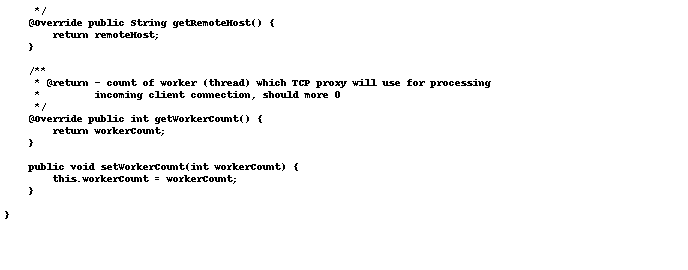 */
    @Override public String getRemoteHost() {
        return remoteHost;
    }

    /**
     * @return - count of worker (thread) which TCP proxy will use for processing
     *         incoming client connection, should more 0
     */
    @Override public int getWorkerCount() {
        return workerCount;
    }

    public void setWorkerCount(int workerCount) {
        this.workerCount = workerCount;
    }

}